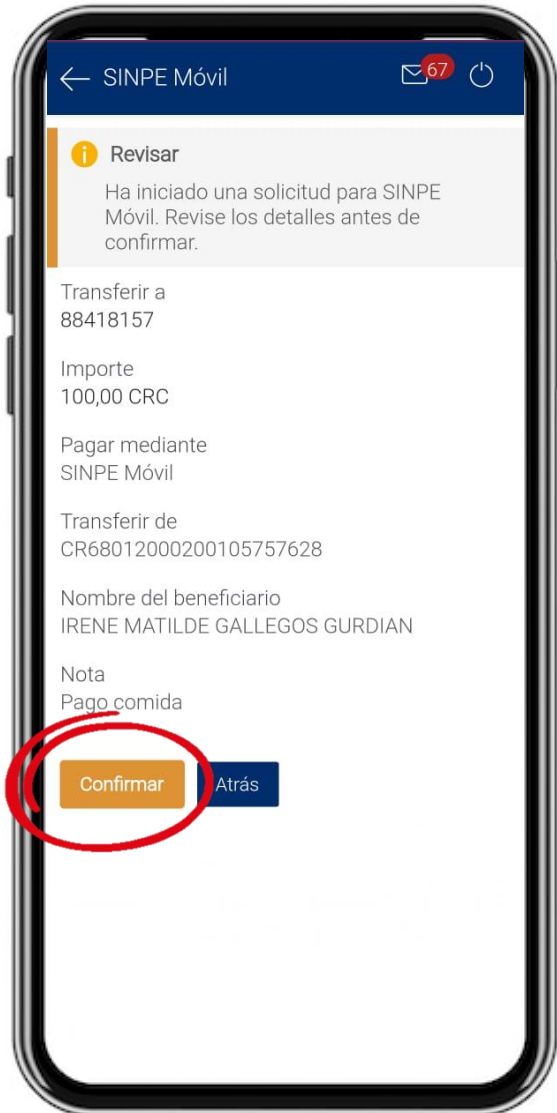 SINPE Móvil
67
Revisar
Ha iniciado una solicitud para SINPE
Móvil. Revise los detalles antes de
confirmar.
Transferir a
88418157
Importe
100,00 CRC
Pagar mediante
SINPE Móvil
Transferir de
CR68012000200105757628
Nombre del beneficiario
IRENE MATILDE GALLEGOS GURDIAN
Nota
Pago comida
Confirmar Atrás